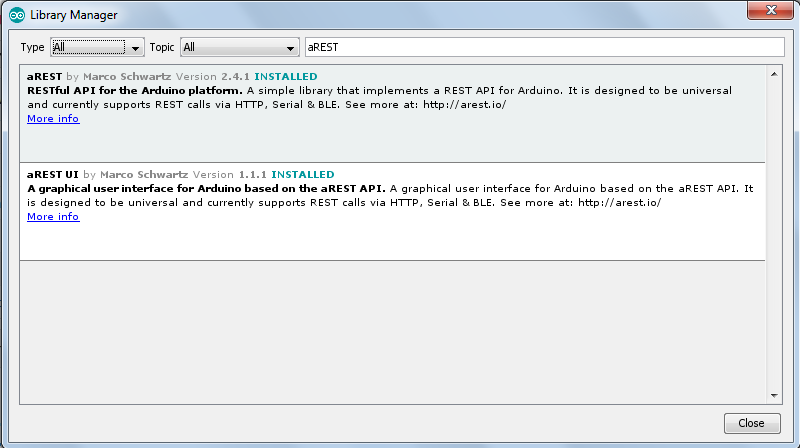 Library Manager
Type All Topic All aREST
aREST by Marco Schwartz Version 2.4.1 INSTALLED
RESTful API for the Arduino platform. A simple library that implements a REST API for Arduino. It is designed to be universal
and currently supports REST calls via HTTP, Serial & BLE. See more at: http://arest.io/
More info
aREST UI by Marco Schwartz Version 1.1.1 INSTALLED
A graphical user interface for Arduino based on the aREST API. A graphical user interface for Arduino based on the aREST API. It
is designed to be universal and currently supports REST calls via HTTP, Serial & BLE. See more at: http://arest.io/
More info
Close